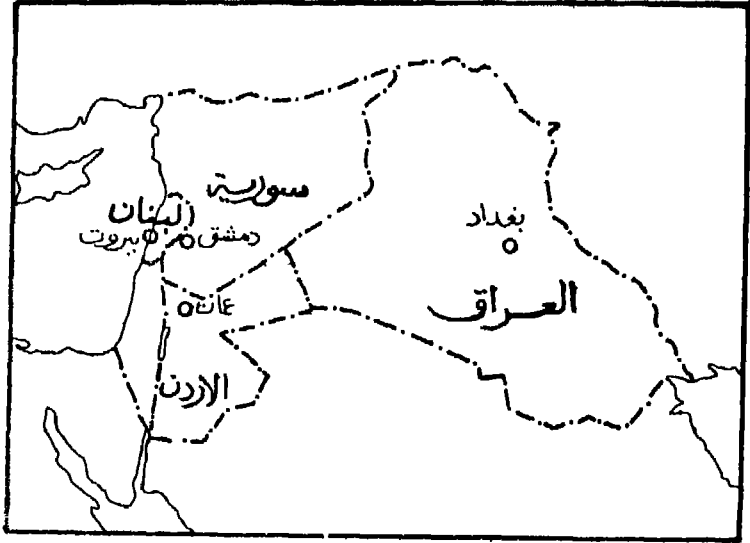 سورية
لبنان
دمشق
بيروت
بغداد
العراق
عمان
الاردن